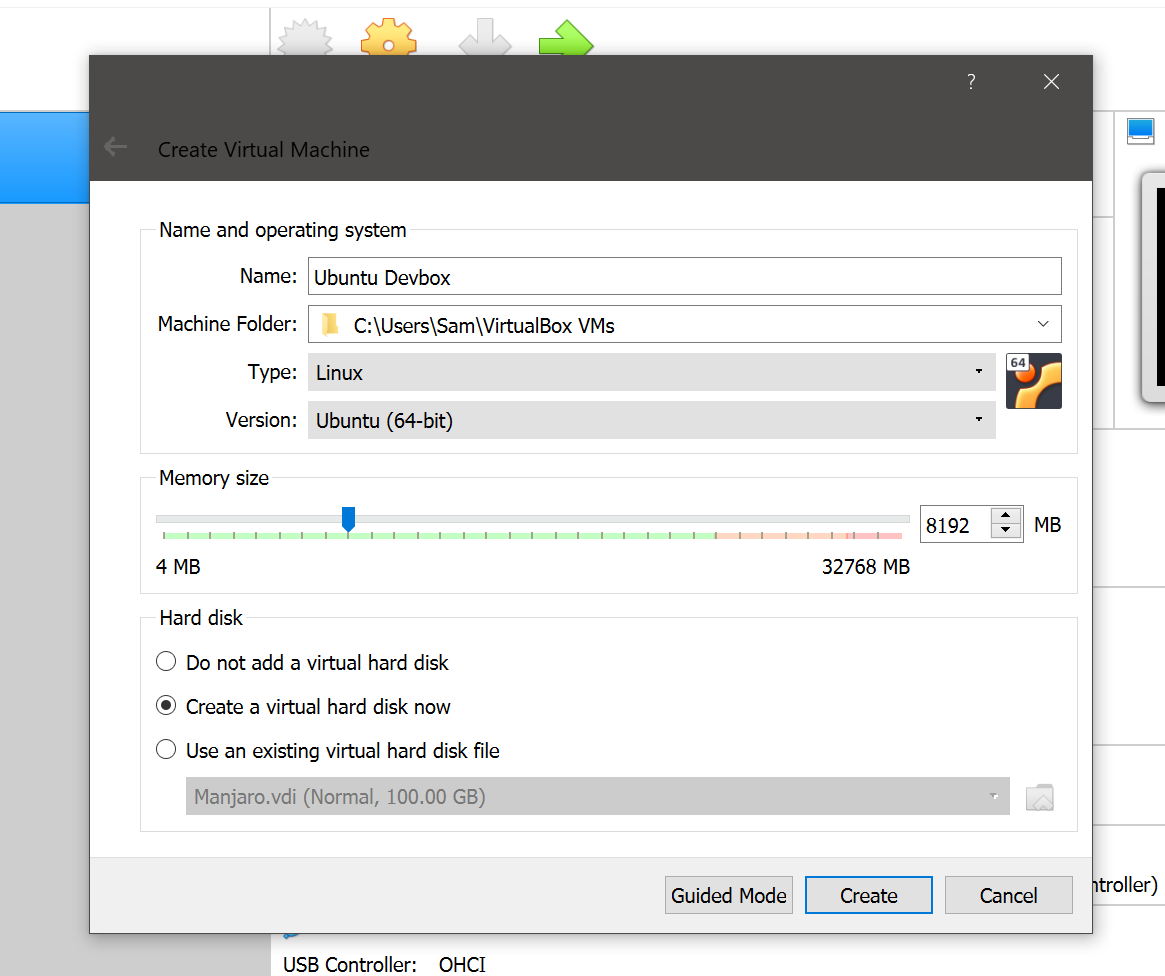 ?
Create Virtual Machine
Name and operating system
Name: Ubuntu Devbox
Machine Folder: C:\Users\Sam\VirtualBox VMs
Type: Linux
64
Version: Ubuntu (64-bit)
Memory size
8192 MB
4 MB 32768 MB
Hard disk
Do not add a virtual hard disk
Create a virtual hard disk now
Use an existing virtual hard disk file
Manjaro.vdi (Normal, 100.00 GB)
Guided Mode Create Cancel
ntroller)
USB Controller: OHCI